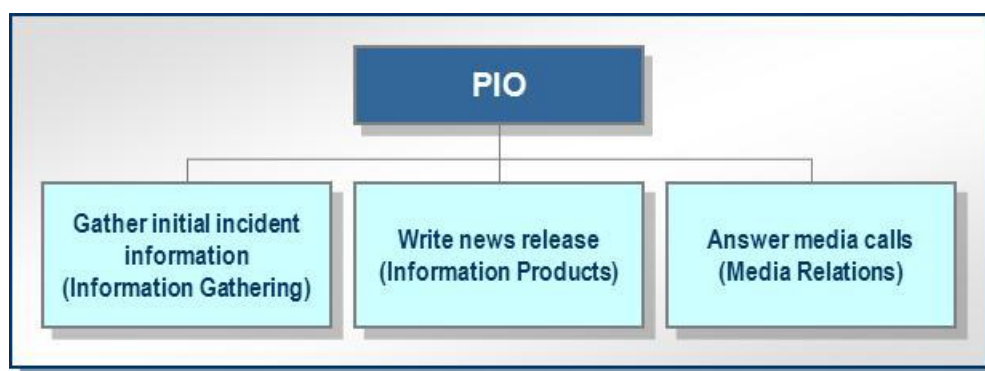 PIO
Gather initial incident
information
(Information Gathering)
Write news release
(Information Products)
Answer media calls
(Media Relations)